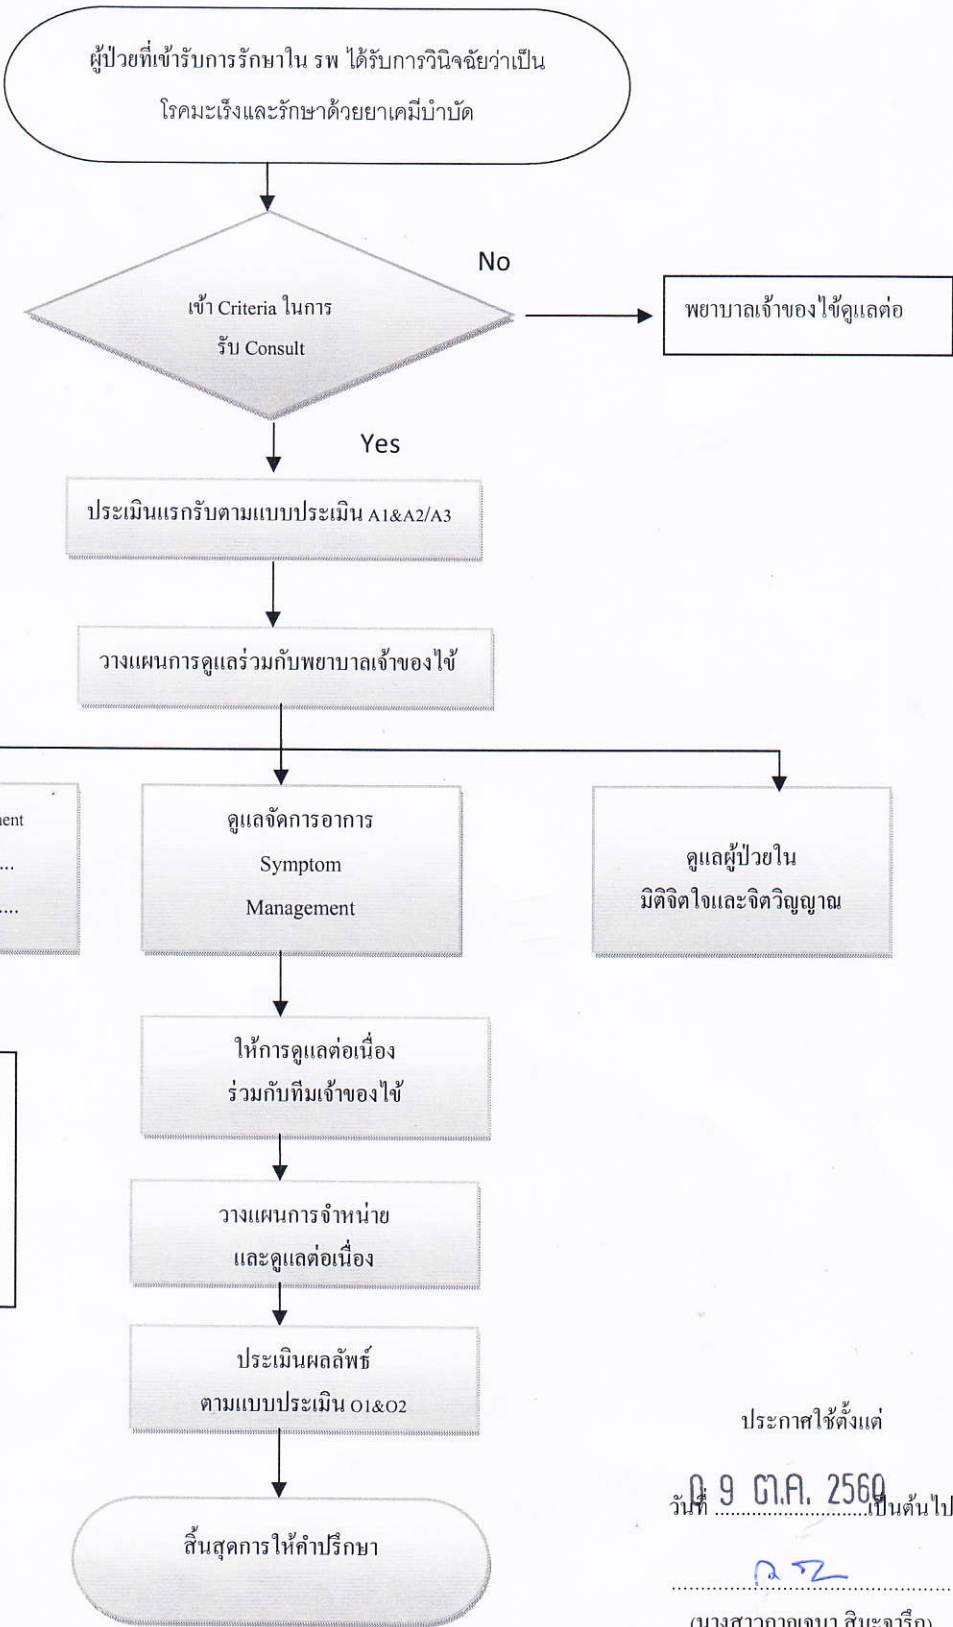 ผู้ป่วยที่เข้ารับการรักษาใน รพ ได้รับการวินิจฉัยว่าเป็น
โรคมะเร็งและรักษาด้วยยาเคมีบำบัด
No
เข้า Criteria ในการ
รับ Consult
พยาบาลเจ้าของไข้ดูแลต่อ
Yes
ประเมินแรกรับตามแบบประเมิน A1&A2/A3
วางแผนการดูแลร่วมกับพยาบาลเจ้าของไข้
ดูแลจัดการอาการ
Symptom
Management
ดูแลผู้ป่วยใน
มิติจิตใจและจิตวิญญาณ
ให้การดูแลต่อเนื่อง
ร่วมกับทีมเจ้าของไข้
วางแผนการจำหน่าย
และดูแลต่อเนื่อง
ประเมินผลลัพธ์
ตามแบบประเมิน O1&O2
สิ้นสุดการให้คำปรึกษา
ประกาศใช้ตั้งแต่
วันที่ 0 9 ต.ค. 2560 เป็นต้นไป